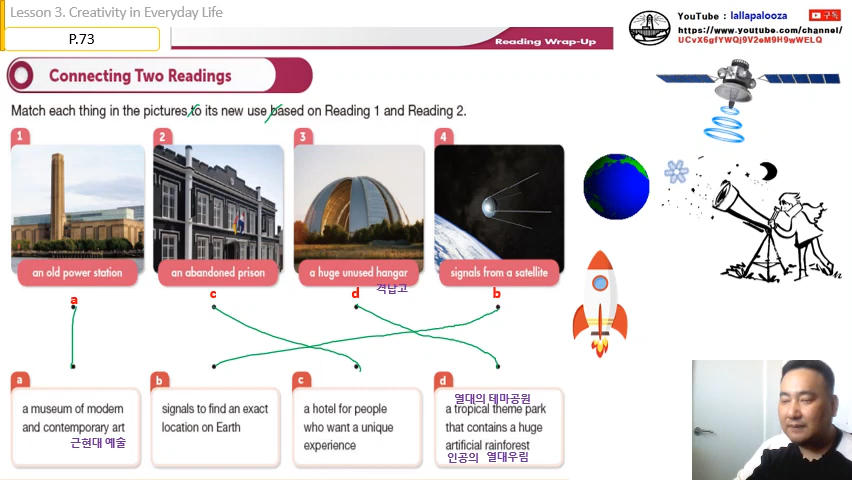 Lesson 3. Creativity in Everyday Life
P.73
Reading Wrap-Up
YouTube : lallapalooza
구독
https://www.youtube.com/channel/
UCvX6gfYWQj9V2eM9H9wWELQ
Connecting Two Readings
Match each thing in the pictures to its new use based on Reading 1 and Reading 2.
1
2
3
4
an old power station
an abandoned prison
a huge unused hangar
signals from a satellite
격납고
a
c
d
b
a
b
c
d
a museum of modern
and contemporary art
근현대 예술
signals to find an exact
location on Earth
a hotel for people
who want a unique
experience
열대의 테마공원
a tropical theme park
that contains a huge
artificial rainforest
인공의 열대우림